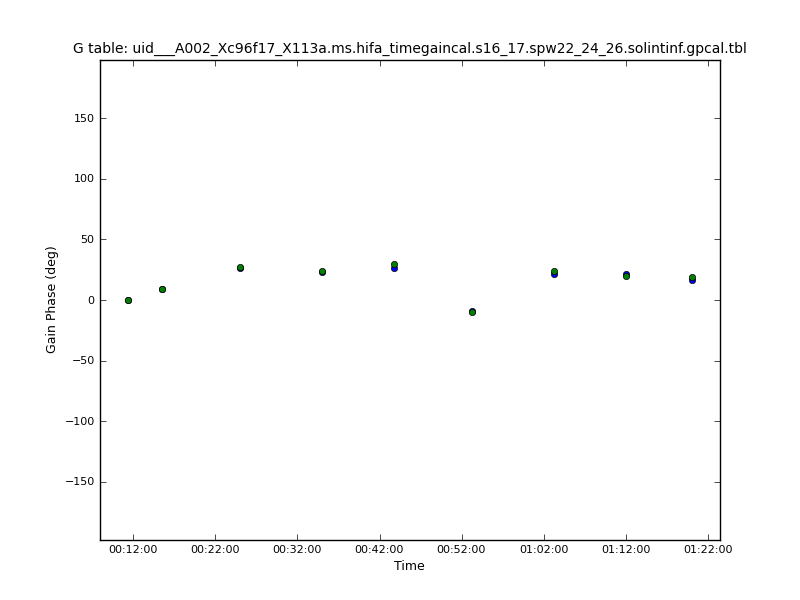 G table: uid___A002_Xc96f17_X113a.ms.hifa_timegaincal.s16_17.spw22_24_26.solintinf.gpcal.tbl
150
100
50
0
−50
−100
−150
Gain Phase (deg)
00:12:00 00:22:00 00:32:00 00:42:00 00:52:00 01:02:00 01:12:00 01:22:00
Time